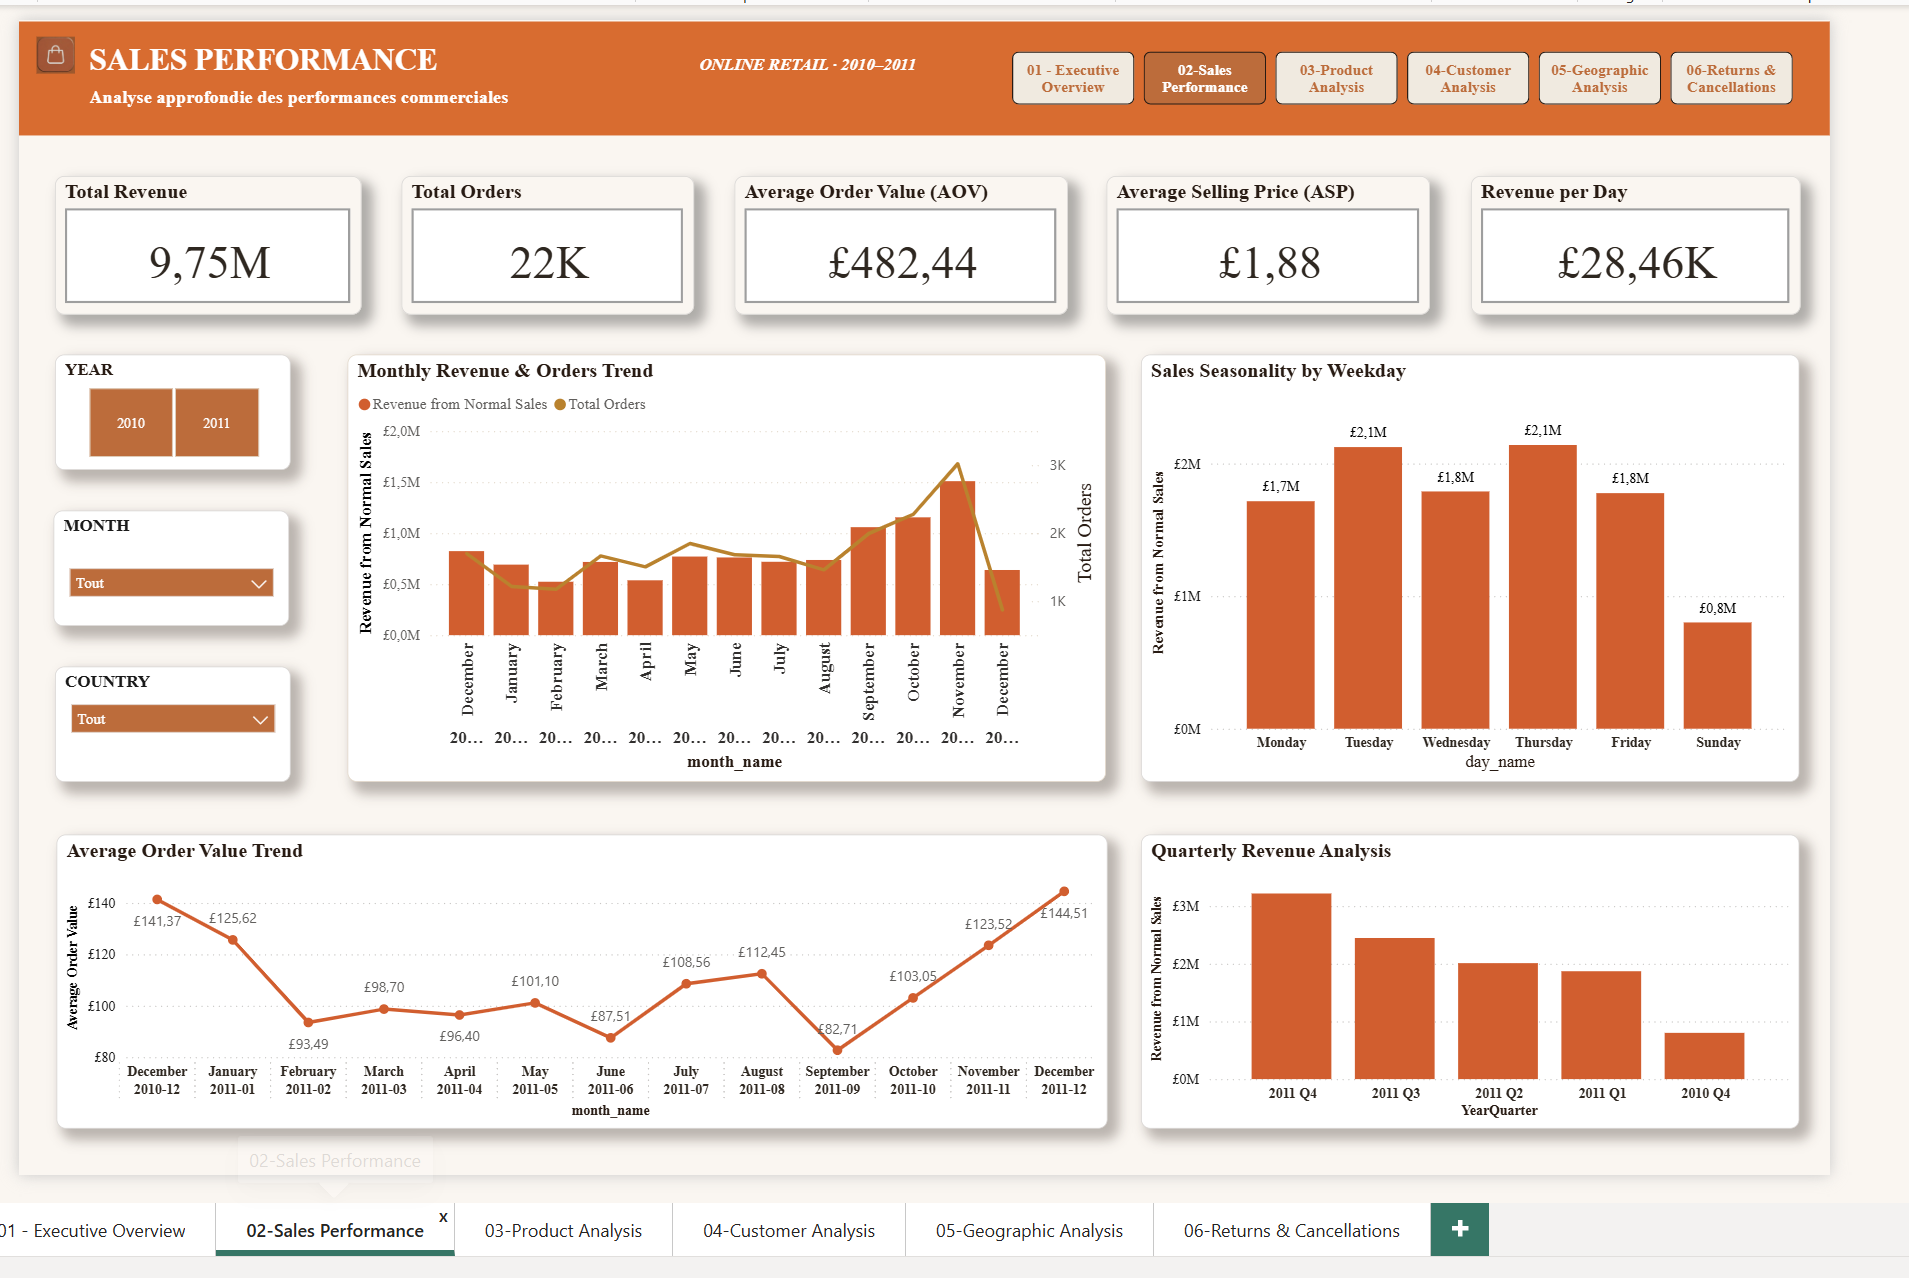 SALES PERFORMANCE
Analyse approfondie des performances commerciales
ONLINE RETAIL · 2010–2011
01 - Executive Overview
02-Sales Performance
03-Product Analysis
04-Customer Analysis
05-Geographic Analysis
06-Returns & Cancellations
Total Revenue
9,75M
Total Orders
22K
Average Order Value (AOV)
£482,44
Average Selling Price (ASP)
£1,88
Revenue per Day
£28,46K
YEAR
2010
2011
MONTH
Tout
COUNTRY
Tout
Monthly Revenue & Orders Trend
Revenue from Normal Sales
Total Orders
Revenue from Normal Sales
£2,0M
£1,5M
£1,0M
£0,5M
£0,0M
3K
2K
1K
Total Orders
December January February March April May June July August September October November December
20... 20... 20... 20... 20... 20... 20... 20... 20... 20... 20... 20... 20...
month_name
Sales Seasonality by Weekday
Revenue from Normal Sales
£2M
£1M
£0M
£1,7M
£2,1M
£1,8M
£2,1M
£1,8M
£0,8M
Monday Tuesday Wednesday Thursday Friday Sunday
day_name
Average Order Value Trend
Average Order Value
£140
£120
£100
£80
£141,37
£125,62
£93,49
£98,70
£96,40
£101,10
£87,51
£108,56
£112,45
£82,71
£103,05
£123,52
£144,51
December January February March April May June July August September October November December
2010-12 2011-01 2011-02 2011-03 2011-04 2011-05 2011-06 2011-07 2011-08 2011-09 2011-10 2011-11 2011-12
month_name
Quarterly Revenue Analysis
Revenue from Normal Sales
£3M
£2M
£1M
£0M
2011 Q4 2011 Q3 2011 Q2 2011 Q1 2010 Q4
YearQuarter
02-Sales Performance
01 - Executive Overview
02-Sales Performance
x
03-Product Analysis
04-Customer Analysis
05-Geographic Analysis
06-Returns & Cancellations
+